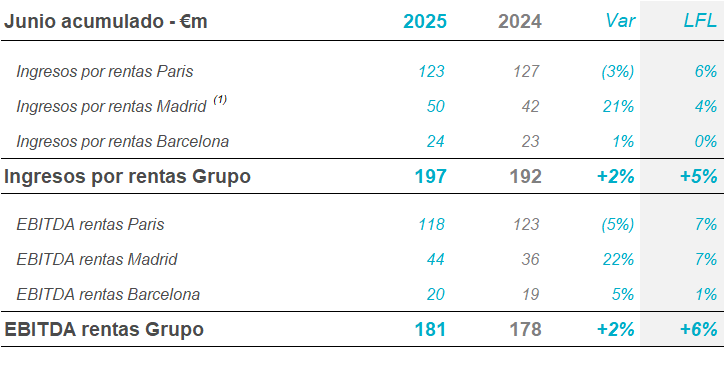 Junio acumulado - €m 2025 2024 Var LFL
Ingresos por rentas Paris 123 127 (3%) 6%
Ingresos por rentas Madrid (1) 50 42 21% 4%
Ingresos por rentas Barcelona 24 23 1% 0%
Ingresos por rentas Grupo 197 192 +2% +5%
EBITDA rentas Paris 118 123 (5%) 7%
EBITDA rentas Madrid 44 36 22% 7%
EBITDA rentas Barcelona 20 19 5% 1%
EBITDA rentas Grupo 181 178 +2% +6%